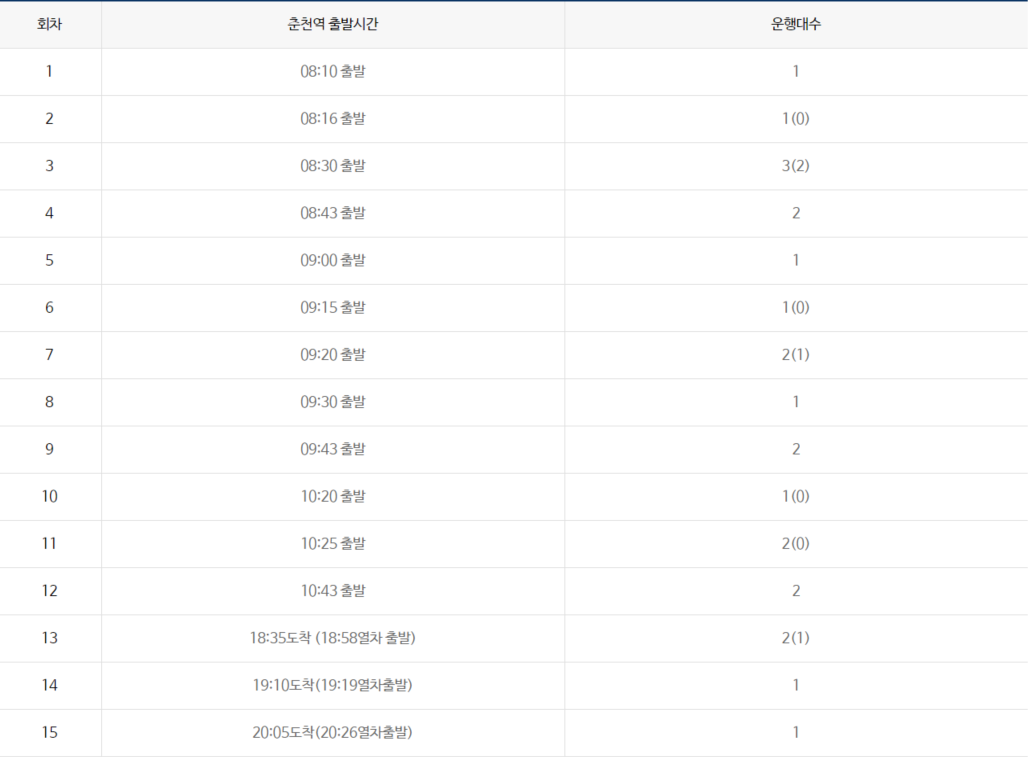 회차 춘천역 출발시간 운행대수
1 08:10 출발 1
2 08:16 출발 1(0)
3 08:30 출발 3(2)
4 08:43 출발 2
5 09:00 출발 1
6 09:15 출발 1(0)
7 09:20 출발 2(1)
8 09:30 출발 1
9 09:43 출발 2
10 10:20 출발 1(0)
11 10:25 출발 2(0)
12 10:43 출발 2
13 18:35도착 (18:58열차 출발) 2(1)
14 19:10도착(19:19열차출발) 1
15 20:05도착(20:26열차출발) 1